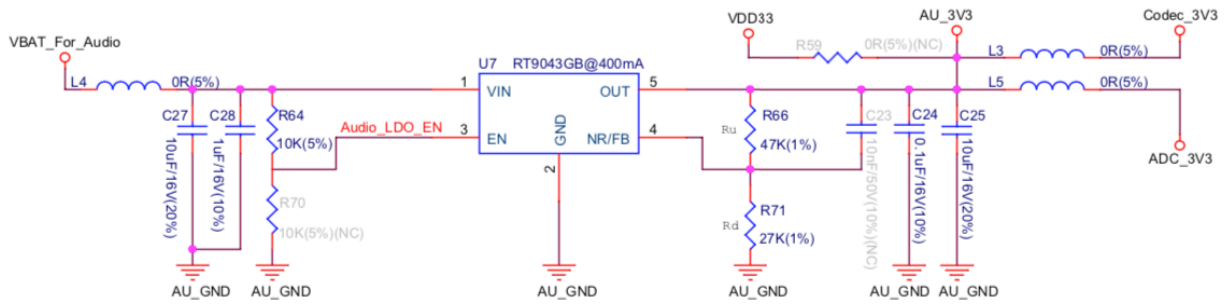 VBAT_For_Audio
L4
0R(5%)
C27
10uF/16V(20%)
C28
1uF/16V(10%)
R64
10K(5%)
R70
10K(5%)(NC)
Audio_LDO_EN
AU_GND
AU_GND
U7
RT9043GB@400mA
1
VIN
3
EN
GND
2
OUT
5
NR/FB
4
AU_GND
VDD33
R59
0R(5%)(NC)
AU_3V3
Codec_3V3
L3
0R(5%)
L5
0R(5%)
ADC_3V3
Ru
R66
47K(1%)
Rd
R71
27K(1%)
C23
10nF/50V(10%)(NC)
C24
0.1uF/16V(10%)
C25
10uF/16V(20%)
AU_GND
AU_GND
AU_GND